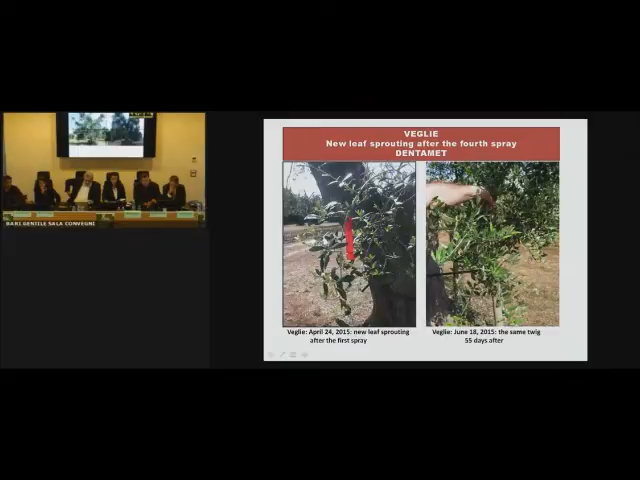 BARI GENTILE SALA CONVEGNI
VEGLIE
New leaf sprouting after the fourth spray
DENTAMET
Veglie: April 24, 2015: new leaf sprouting
after the first spray
Veglie: June 18, 2015: the same twig
55 days after